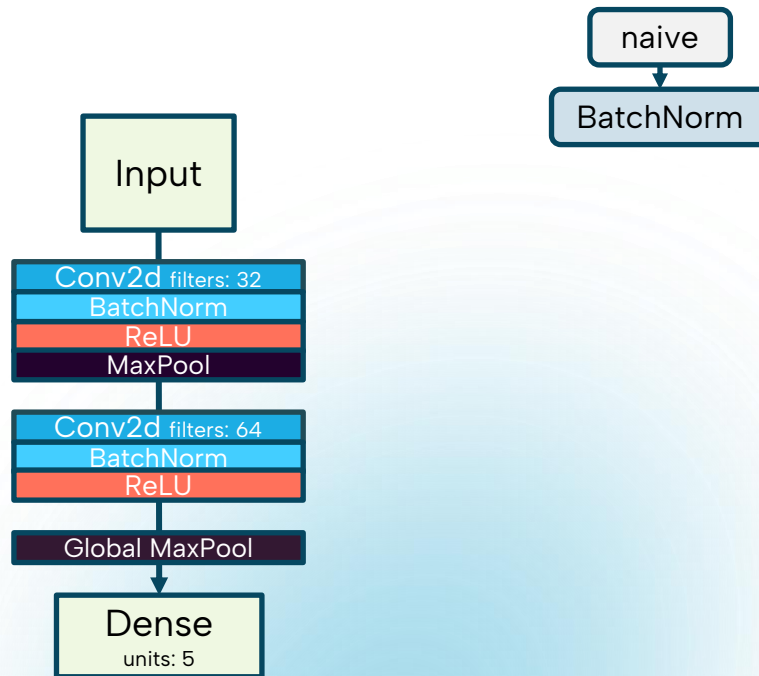 naive
BatchNorm
Input
Conv2d filters: 32
BatchNorm
ReLU
MaxPool
Conv2d filters: 64
BatchNorm
ReLU
Global MaxPool
Dense
units: 5